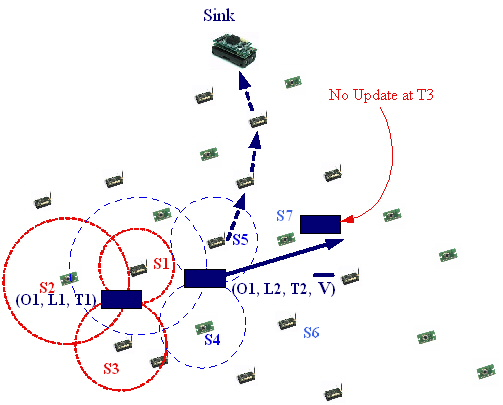 Sink
No Update at T3
S7
S5
S1
S2
(O1, L1, T1)
(O1, L2, T2, V)
S4
S6
S3